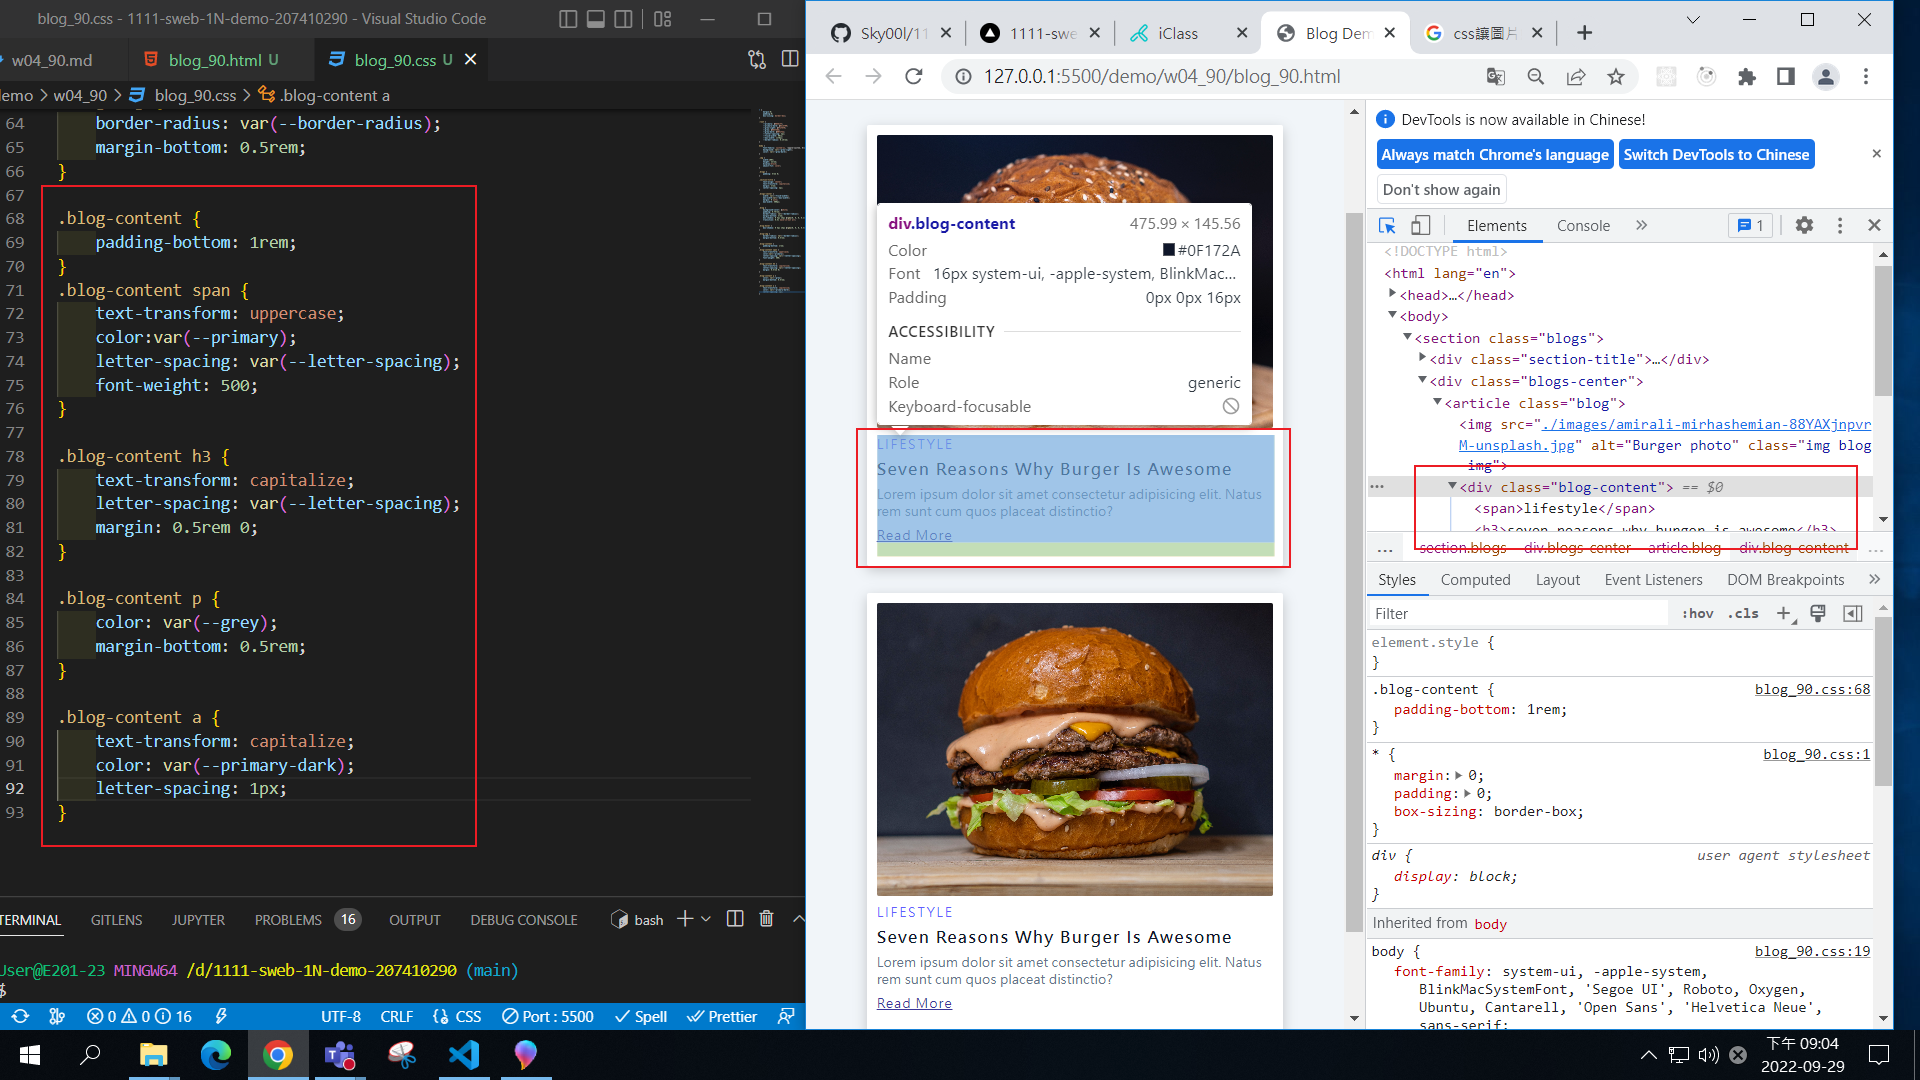 blog_90.css - 1111-sweb-1N-demo-207410290 - Visual Studio Code
w04_90.md
blog_90.html U
blog_90.css U
emo > w04_90 > blog_90.css > .blog-content a
64 border-radius: var(--border-radius);
65 margin-bottom: 0.5rem;
66 }
67
68 .blog-content {
69 padding-bottom: 1rem;
70 }
71 .blog-content span {
72 text-transform: uppercase;
73 color:var(--primary);
74 letter-spacing: var(--letter-spacing);
75 font-weight: 500;
76 }
77
78 .blog-content h3 {
79 text-transform: capitalize;
80 letter-spacing: var(--letter-spacing);
81 margin: 0.5rem 0;
82 }
83
84 .blog-content p {
85 color: var(--grey);
86 margin-bottom: 0.5rem;
87 }
88
89 .blog-content a {
90 text-transform: capitalize;
91 color: var(--primary-dark);
92 letter-spacing: 1px;
93 }
TERMINAL GITLENS JUPYTER PROBLEMS 16 OUTPUT DEBUG CONSOLE bash
User@E201-23 MINGW64 /d/1111-sweb-1N-demo-207410290 (main)
$
0 0 16 UTF-8 CRLF CSS Port : 5500 Spell Prettier
Sky00l/11
1111-swe
iClass
Blog Dem
css讓圖片
127.0.0.1:5500/demo/w04_90/blog_90.html
div.blog-content 475.99 × 145.56
Color #0F172A
Font 16px system-ui, -apple-system, BlinkMac...
Padding 0px 0px 16px
ACCESSIBILITY
Name
Role generic
Keyboard-focusable
LIFESTYLE
Seven Reasons Why Burger Is Awesome
Lorem ipsum dolor sit amet consectetur adipisicing elit. Natus
rem sunt cum quos placeat distinctio?
Read More
LIFESTYLE
Seven Reasons Why Burger Is Awesome
Lorem ipsum dolor sit amet consectetur adipisicing elit. Natus
rem sunt cum quos placeat distinctio?
Read More
DevTools is now available in Chinese!
Always match Chrome's language
Switch DevTools to Chinese
Don't show again
Elements Console » 1
<!DOCTYPE html>
<html lang="en">
<head>…</head>
<body>
<section class="blogs">
<div class="section-title">…</div>
<div class="blogs-center">
<article class="blog">
<img src="./images/amirali-mirhashemian-88YAXjnpvr
M-unsplash.jpg" alt="Burger photo" class="img blog
img">
<div class="blog-content"> == $0
<span>lifestyle</span>
<h3>seven reasons why burger is awesome</h3>
... section.blogs div.blogs-center article.blog div.blog-content ...
Styles Computed Layout Event Listeners DOM Breakpoints »
Filter :hov .cls
element.style {
}
.blog-content { blog_90.css:68
padding-bottom: 1rem;
}
* { blog_90.css:1
margin: 0;
padding: 0;
box-sizing: border-box;
}
div { user agent stylesheet
display: block;
}
Inherited from body
body { blog_90.css:19
font-family: system-ui, -apple-system,
BlinkMacSystemFont, 'Segoe UI', Roboto, Oxygen,
Ubuntu, Cantarell, 'Open Sans', 'Helvetica Neue',
sans-serif;
下午 09:04
2022-09-29